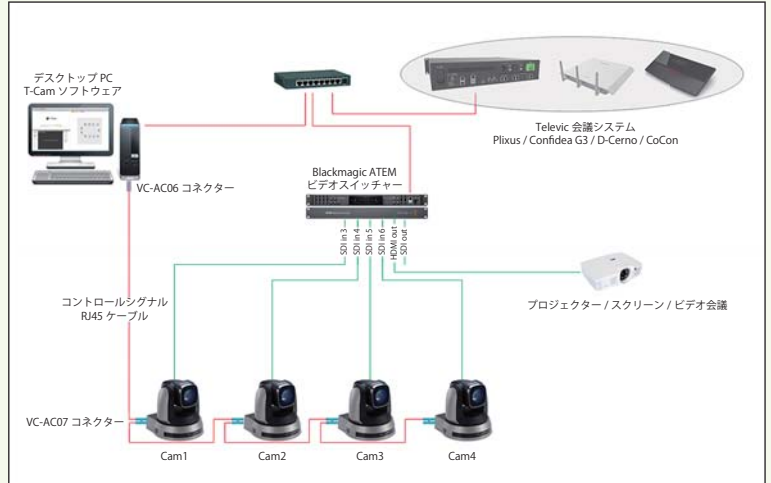 デスクトップ PC
T-Cam ソフトウェア
Televic 会議システム
Plixus / Confidea G3 / D-Cerno / CoCon
Blackmagic ATEM
ビデオスイッチャー
VC-AC06 コネクター
SDI in 3
SDI in 4
SDI in 5
SDI in 6
HDMI out
SDI out
コントロールシグナル
RJ45 ケーブル
プロジェクター / スクリーン / ビデオ会議
VC-AC07 コネクター
Cam1
Cam2
Cam3
Cam4